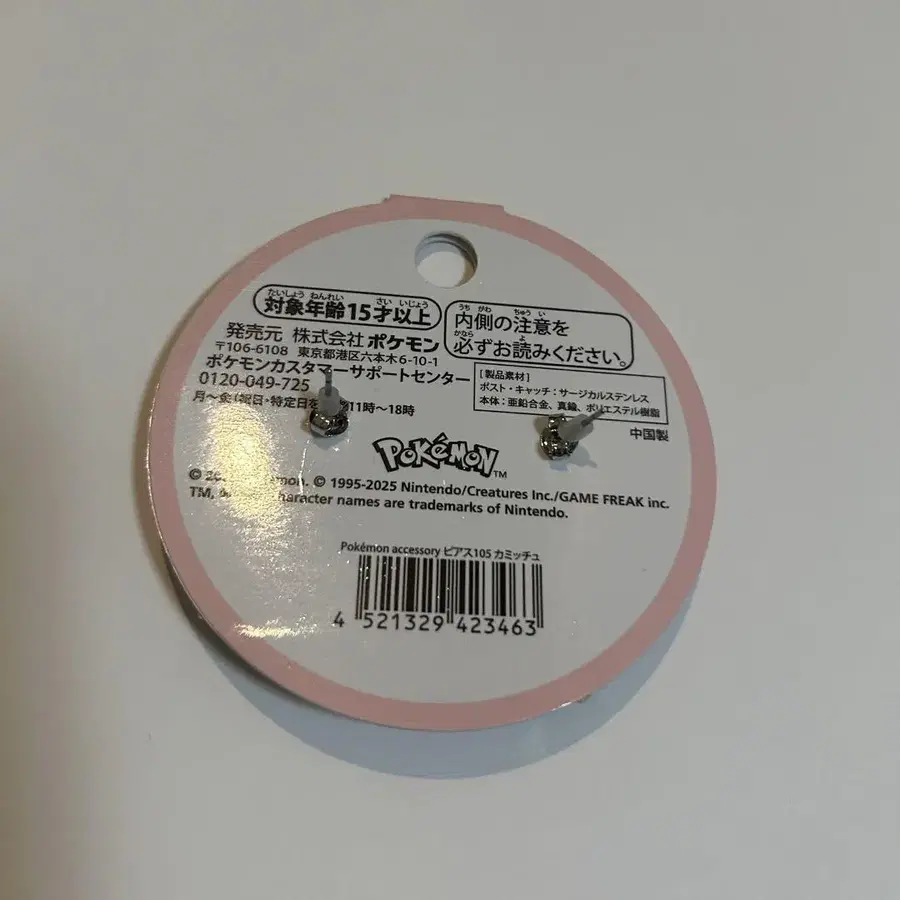 たいしょう ねんれい さい いじょう
対象年齢15才以上
うち がわ ちゅう い
内側の注意を
かなら よ
必ずお読みください。
発売元 株式会社 ポケモン
〒106-6108 東京都港区六本木6-10-1
ポケモンカスタマーサポートセンター
0120-049-725
月～金(祝日・特定日を 11時～18時
[製品素材]
ポスト・キャッチ:サージカルステンレス
本体:亜鉛合金、真鍮、ポリエステル樹脂
中国製
POKéMON TM
© Pokémon. © 1995-2025 Nintendo/Creatures Inc./GAME FREAK inc.
TM, character names are trademarks of Nintendo.
Pokémon accessory ピアス105 カミッチュ
4 521329 423463